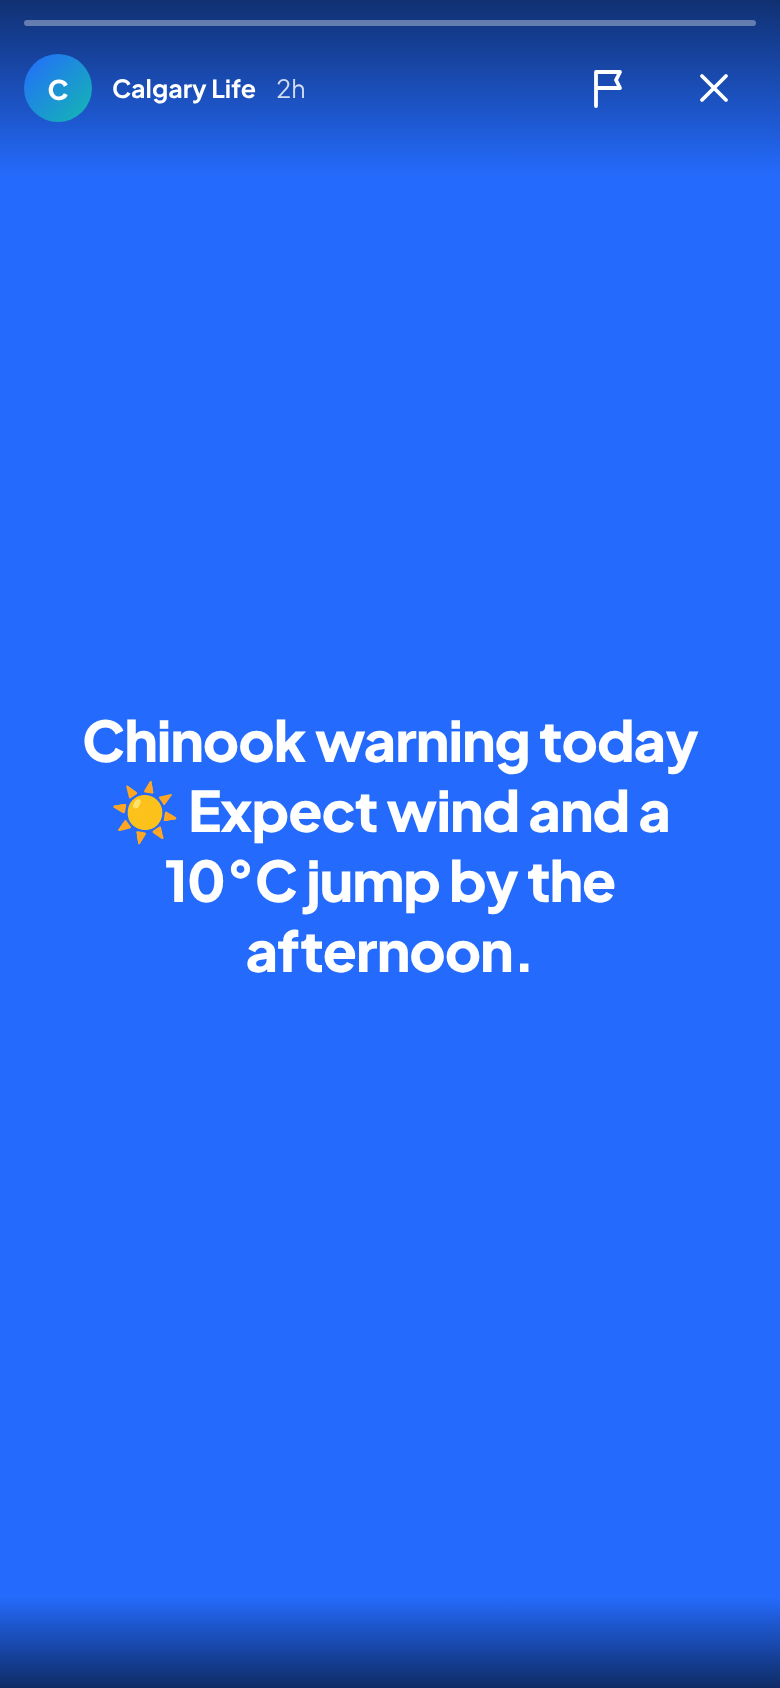 C
Calgary Life 2h
Chinook warning today
☀️ Expect wind and a
10°C jump by the
afternoon.